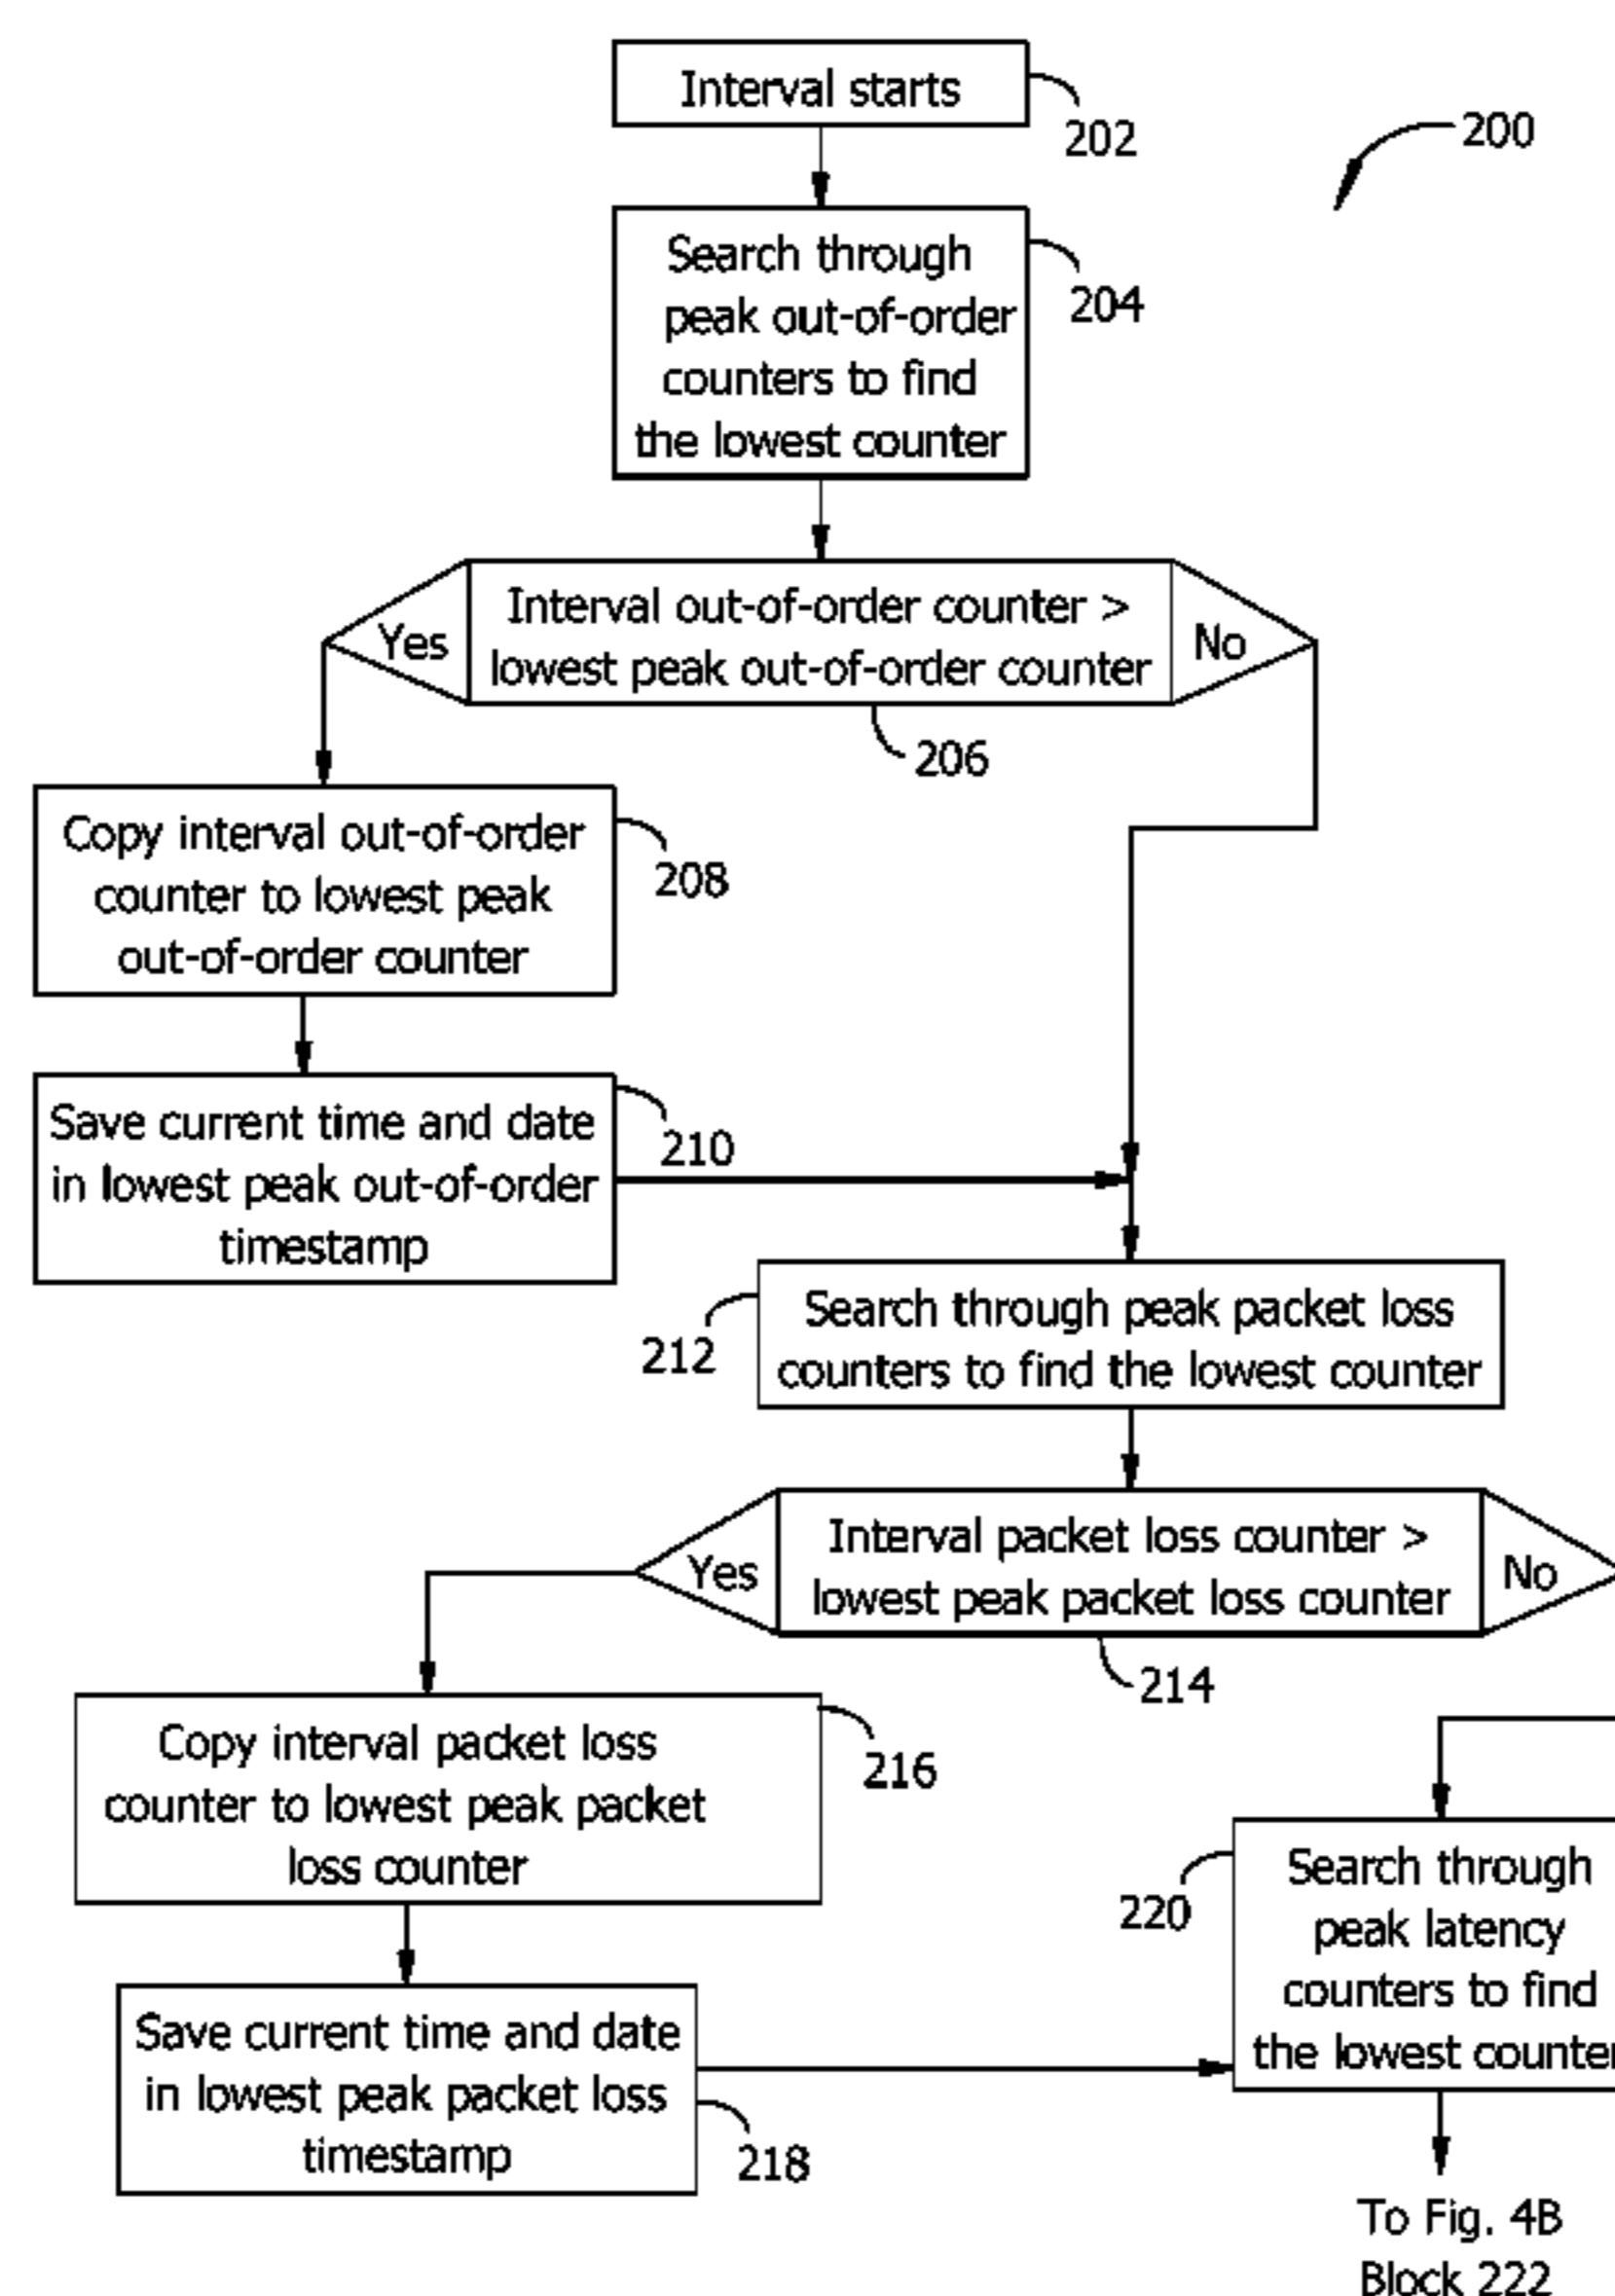 Interval starts
202
200
Search through
peak out-of-order
counters to find
the lowest counter
204
Interval out-of-order counter >
lowest peak out-of-order counter
Yes
No
206
Copy interval out-of-order
counter to lowest peak
out-of-order counter
208
Save current time and date
in lowest peak out-of-order
timestamp
210
Search through peak packet loss
counters to find the lowest counter
212
Interval packet loss counter >
lowest peak packet loss counter
Yes
No
214
Copy interval packet loss
counter to lowest peak packet
loss counter
216
Search through
peak latency
counters to find
the lowest counter
220
Save current time and date
in lowest peak packet loss
timestamp
218
To Fig. 4B
Block 222